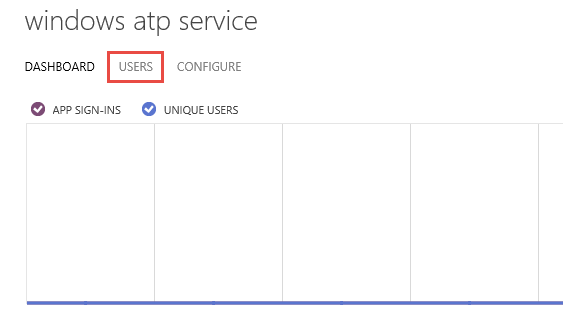 windows atp service
DASHBOARD USERS CONFIGURE
APP SIGN-INS UNIQUE USERS